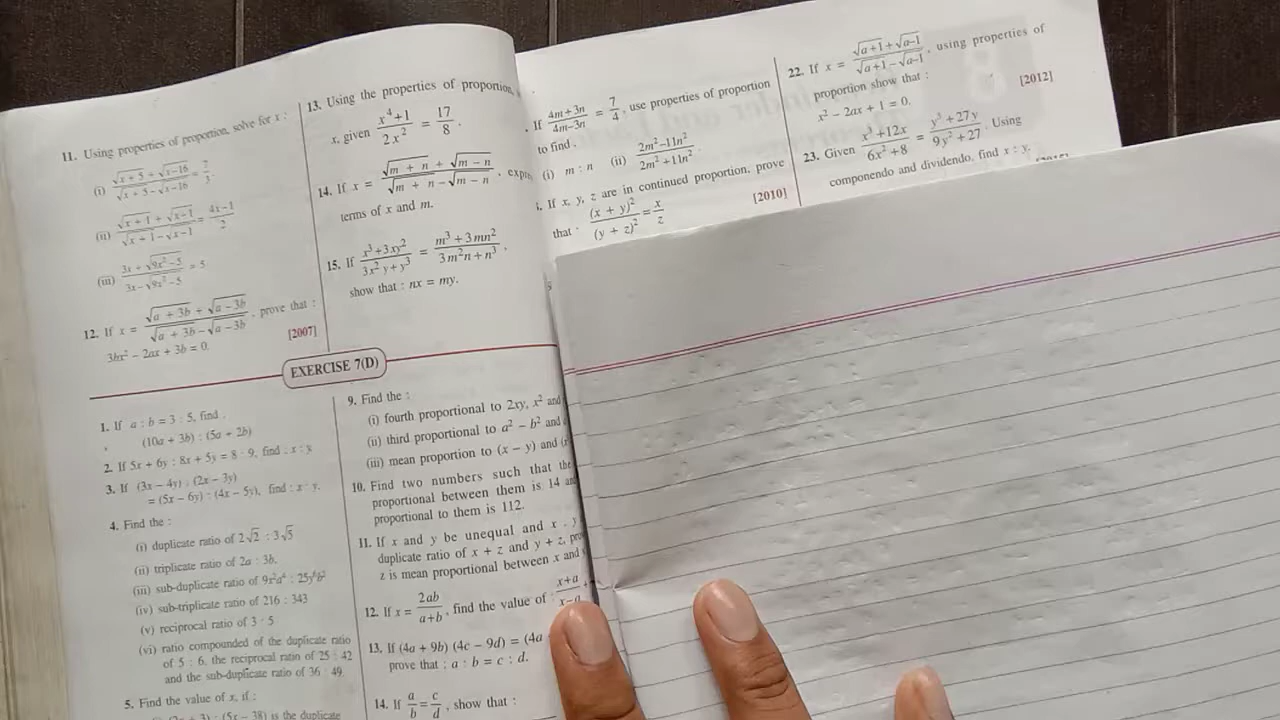 11. Using properties of proportion, solve for x :
(i) (√(x + 5) + √(x – 16)) / (√(x + 5) – √(x – 16)) = 7/3
(ii) (√(x + 1) + √(x – 1)) / (√(x + 1) – √(x – 1)) = (4x – 1)/2
(iii) (3x + √(9x² – 5)) / (3x – √(9x² – 5)) = 5
12. If x = (√(a + 3b) + √(a – 3b)) / (√(a + 3b) – √(a – 3b)), prove that :
3bx² – 2ax + 3b = 0.
[2007]
13. Using the properties of proportion,
x, given (x⁴ + 1)/(2x²) = 17/8.
14. If x = (√(m + n) + √(m – n)) / (√(m + n) – √(m – n)),
terms of x and m.
15. If (x³ + 3xy²)/(3x²y + y³) = (m³ + 3mn²)/(3m²n + n³),
show that : nx = my.
If (4m + 3n)/(4m – 3n) = 7/4, use properties of proportion
to find .
(i) m : n (ii) (2m² – 11n²)/(2m² + 11n²)
If x, y, z are in continued proportion, prove
that : (x + y)²/(y + z)² = x/z
[2010]
22. If x = (√(a+1) + √(a–1)) / (√(a+1) – √(a–1)), using properties of
proportion show that :
x² – 2ax + 1 = 0.
[2012]
23. Given (x³ + 12x)/(6x² + 8) = (y³ + 27y)/(9y² + 27). Using
componendo and dividendo, find x : y.
EXERCISE 7(D)
1. If a : b = 3 : 5, find .
(10a + 3b) : (5a + 2b)
2. If 5x + 6y : 8x + 5y = 8 : 9, find : x : y
3. If (3x – 4y) : (2x – 3y)
= (5x – 6y) : (4x – 5y), find : x : y.
4. Find the :
(i) duplicate ratio of 2√2 : 3√5
(ii) triplicate ratio of 2a : 3b.
(iii) sub-duplicate ratio of 9x²a⁴ : 25y⁶b²
(iv) sub-triplicate ratio of 216 : 343
(v) reciprocal ratio of 3 : 5
(vi) ratio compounded of the duplicate ratio
of 5 : 6, the reciprocal ratio of 25 : 42
and the sub-duplicate ratio of 36 : 49.
5. Find the value of x, if :
(5x – 38) is the duplicate
9. Find the :
(i) fourth proportional to 2xy, x² and
(ii) third proportional to a² – b² and
(iii) mean proportion to (x – y) and
10. Find two numbers such that the
proportional between them is 14
proportional to them is 112.
11. If x and y be unequal and x : y
duplicate ratio of x + z and y + z,
z is mean proportional between x and
12. If x = 2ab/(a+b), find the value of : (x+a)/(x–a)
13. If (4a + 9b) (4c – 9d) = (4a
prove that : a : b = c : d.
14. If a/b = c/d, show that :